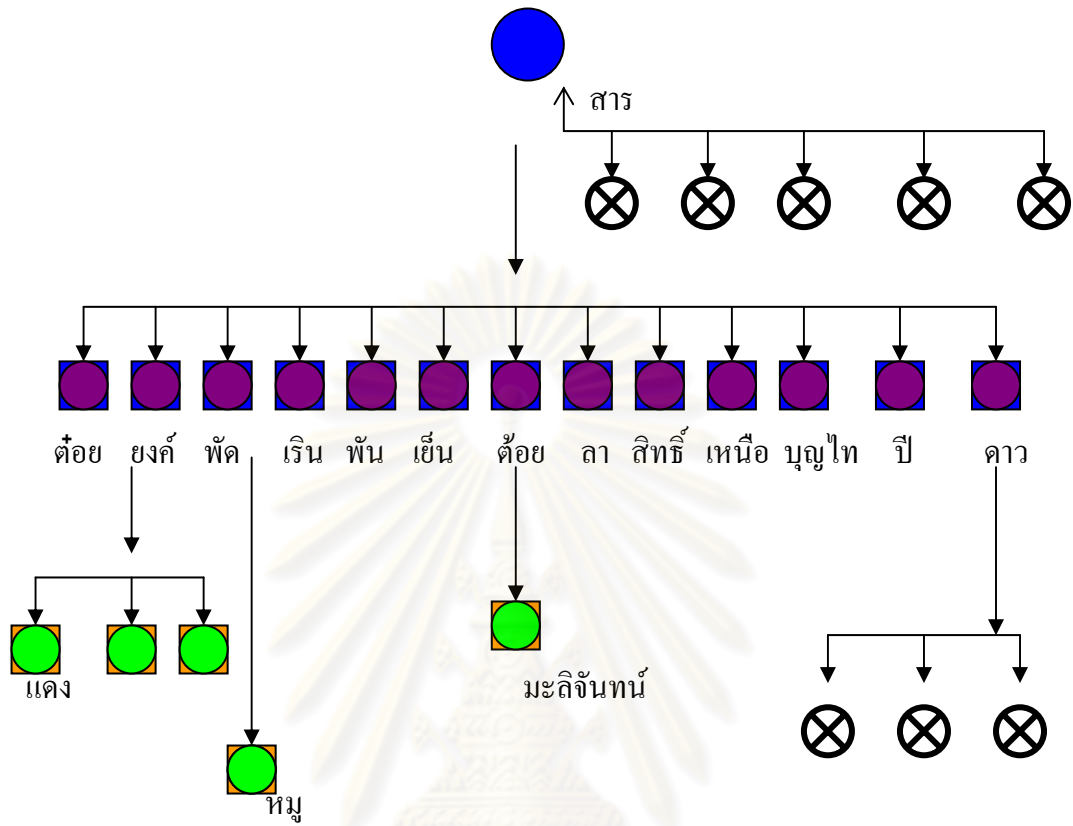 สาร
ต๋อย ยงค์ พัด เริน พัน เย็น ต้อย ลา สิทธิ์ เหนือ บุญไท ปี ดาว
แดง
มะลิจันทน์
หมู